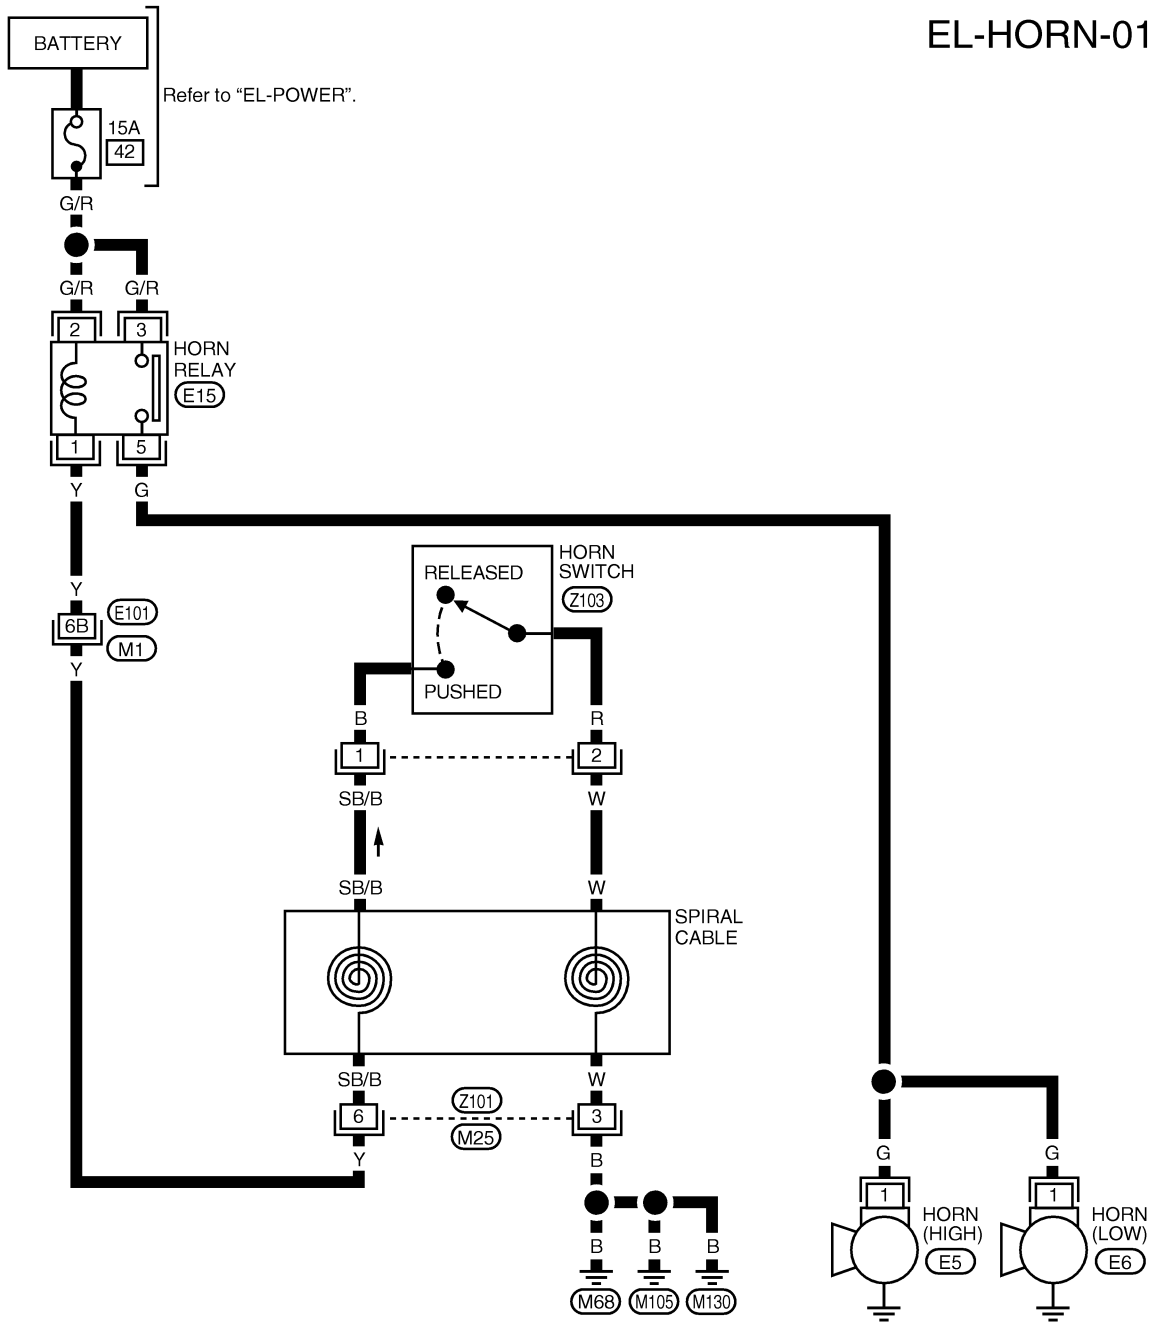 EL-HORN-01
BATTERY
Refer to “EL-POWER”.
15A
42
G/R
G/R G/R
2 3
HORN
RELAY
E15
1 5
Y G
Y
6B
E101
M1
Y
HORN
SWITCH
Z103
RELEASED
PUSHED
B R
1 2
SB/B W
SB/B W
SPIRAL
CABLE
SB/B W
6 3
Z101
M25
Y B
B B B
M68 M105 M130
G G
1 1
HORN
(HIGH)
E5
HORN
(LOW)
E6